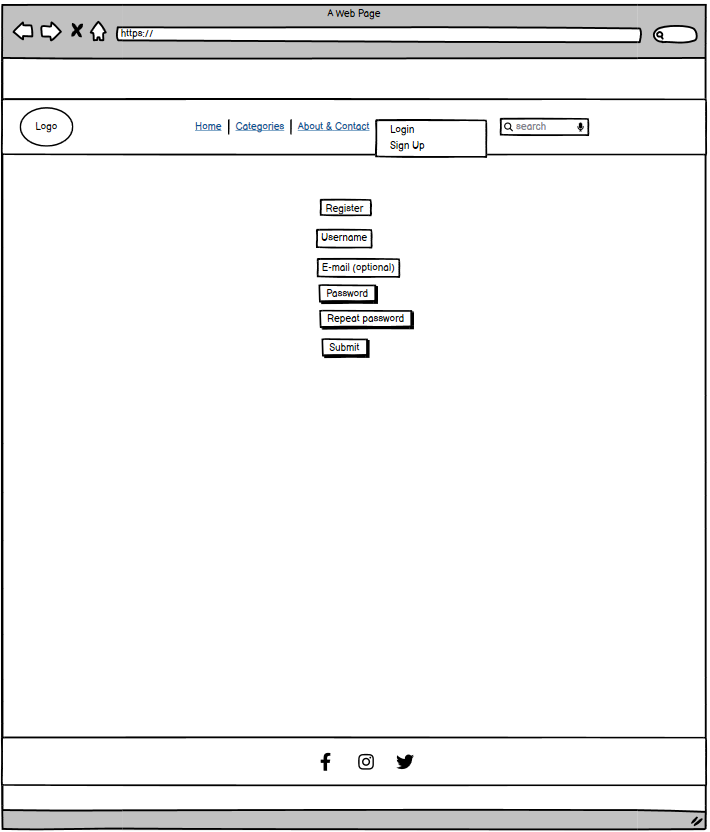 A Web Page
https://
Logo
Home
Categories
About & Contact
Login
Sign Up
search
Register
Username
E-mail (optional)
Password
Repeat password
Submit